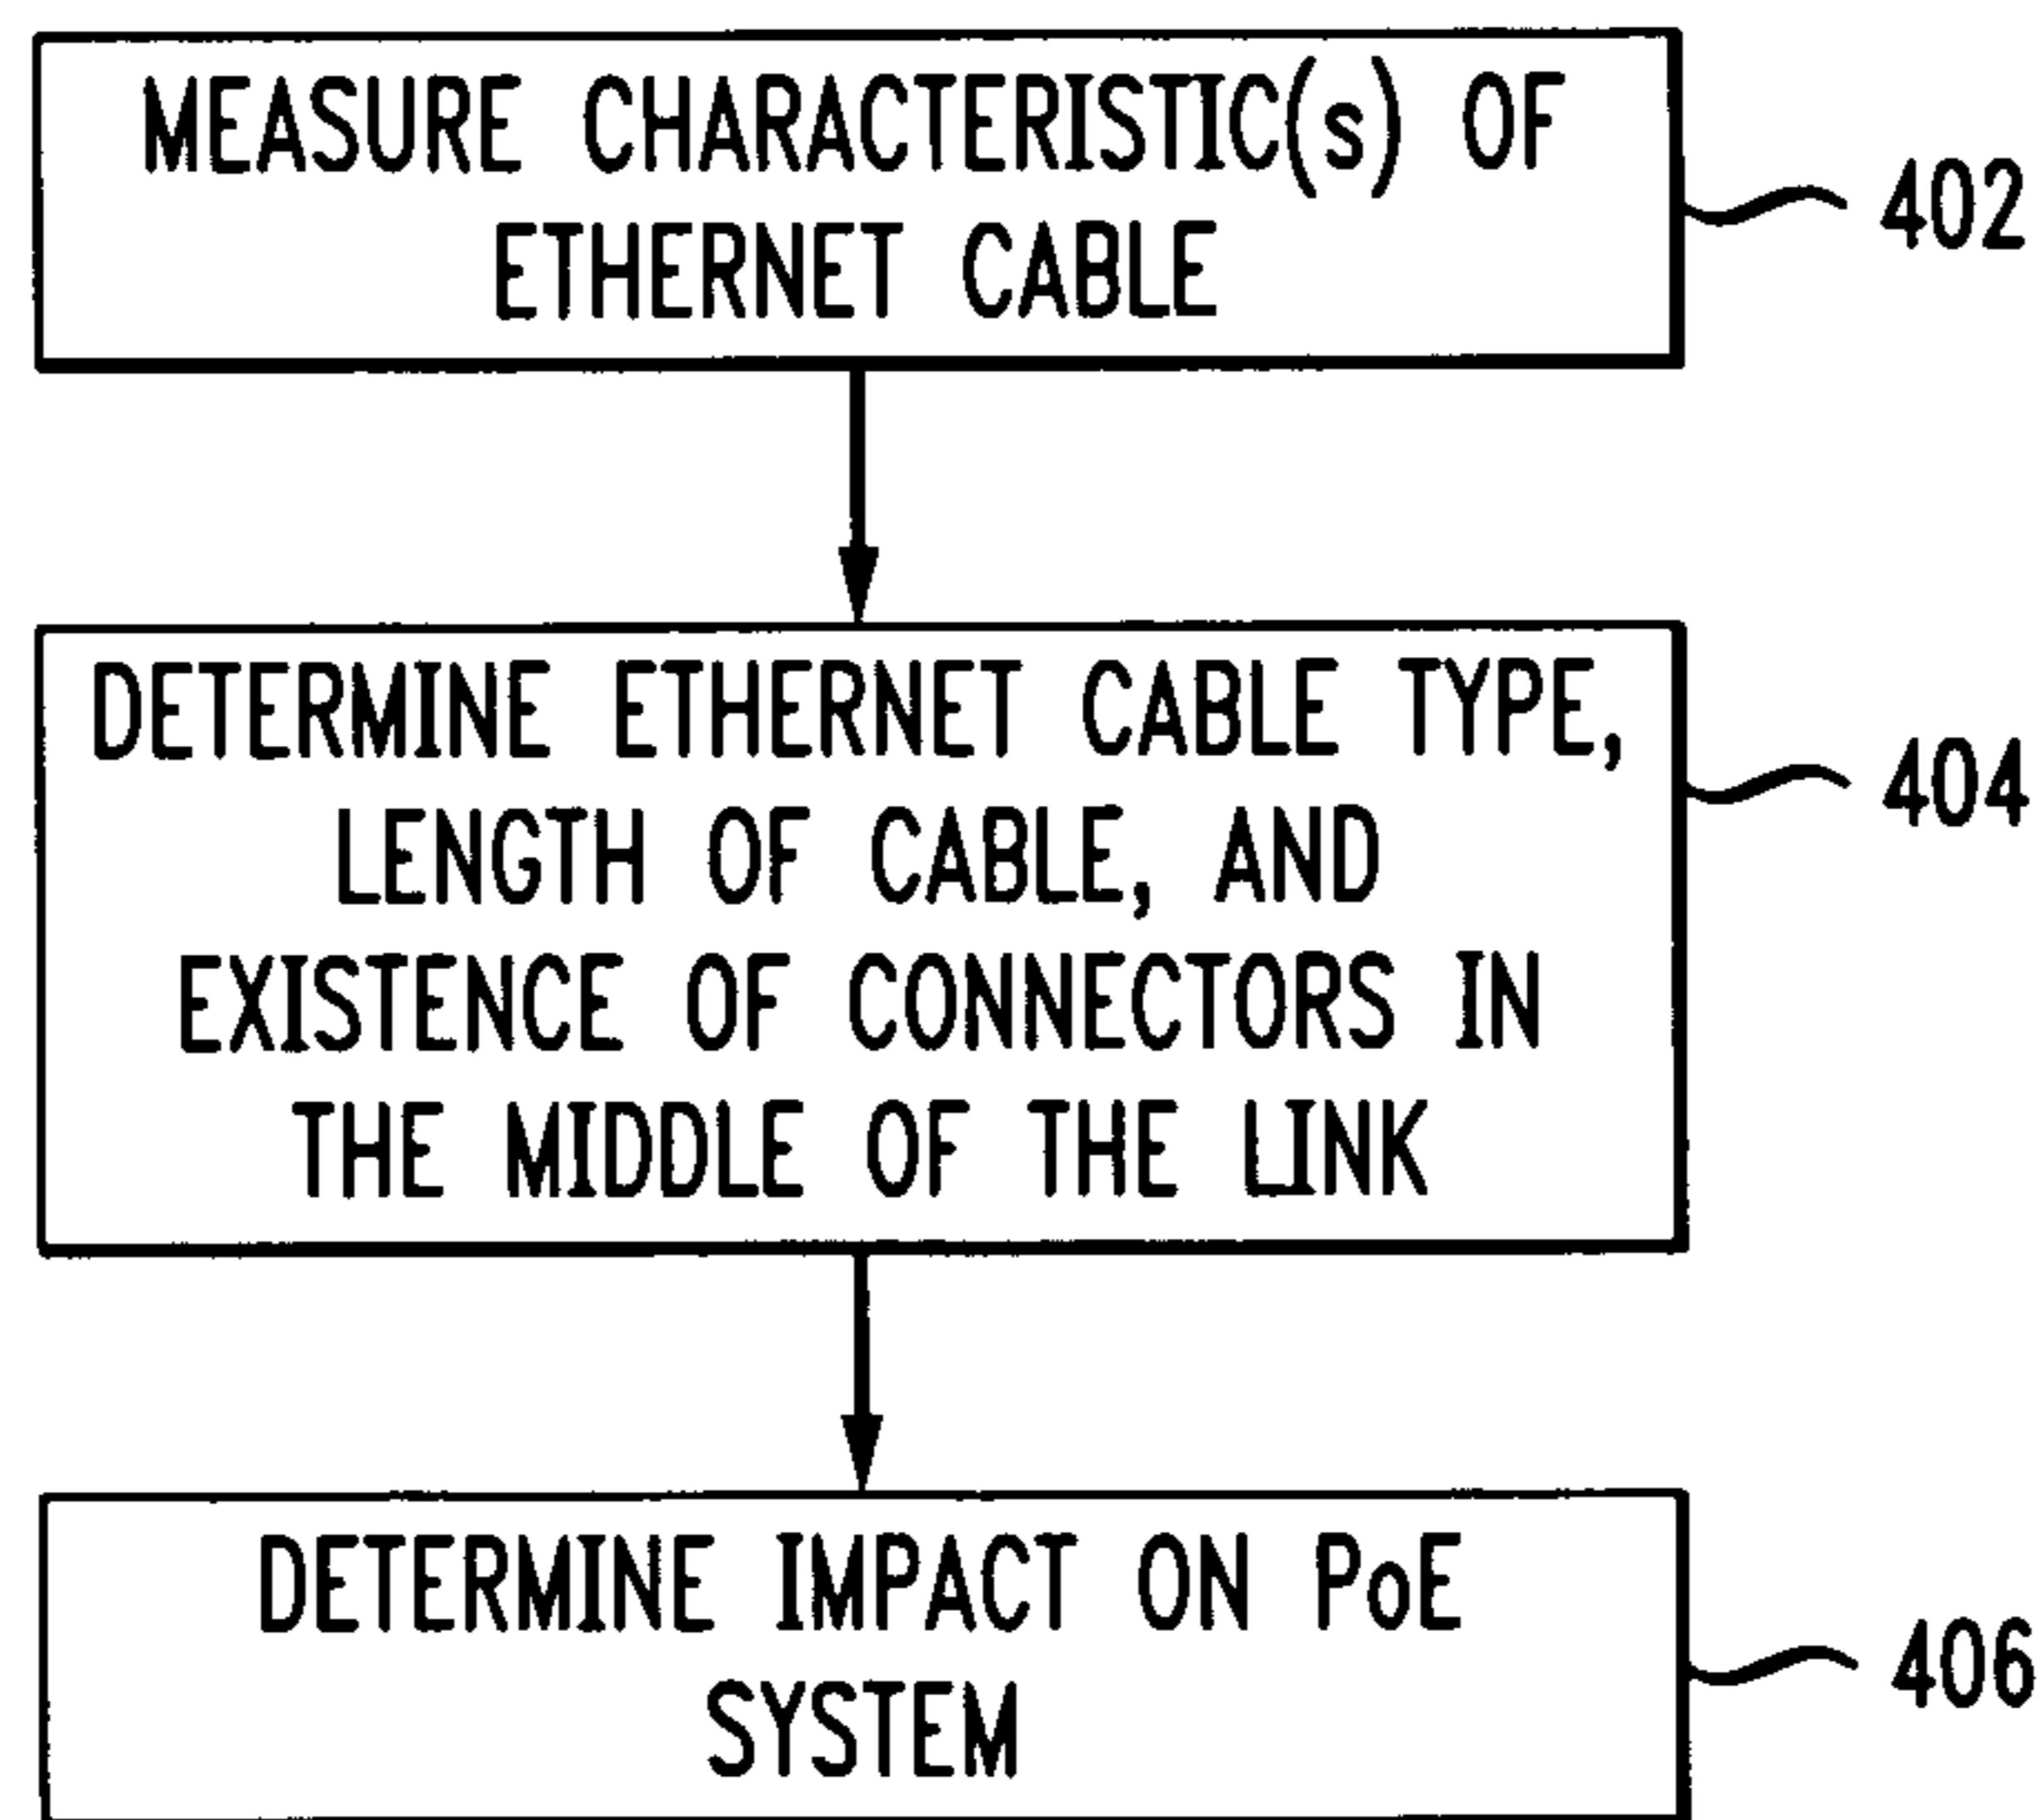 MEASURE CHARACTERISTIC(s) OF
ETHERNET CABLE
402
DETERMINE ETHERNET CABLE TYPE,
LENGTH OF CABLE, AND
EXISTENCE OF CONNECTORS IN
THE MIDDLE OF THE LINK
404
DETERMINE IMPACT ON PoE
SYSTEM
406